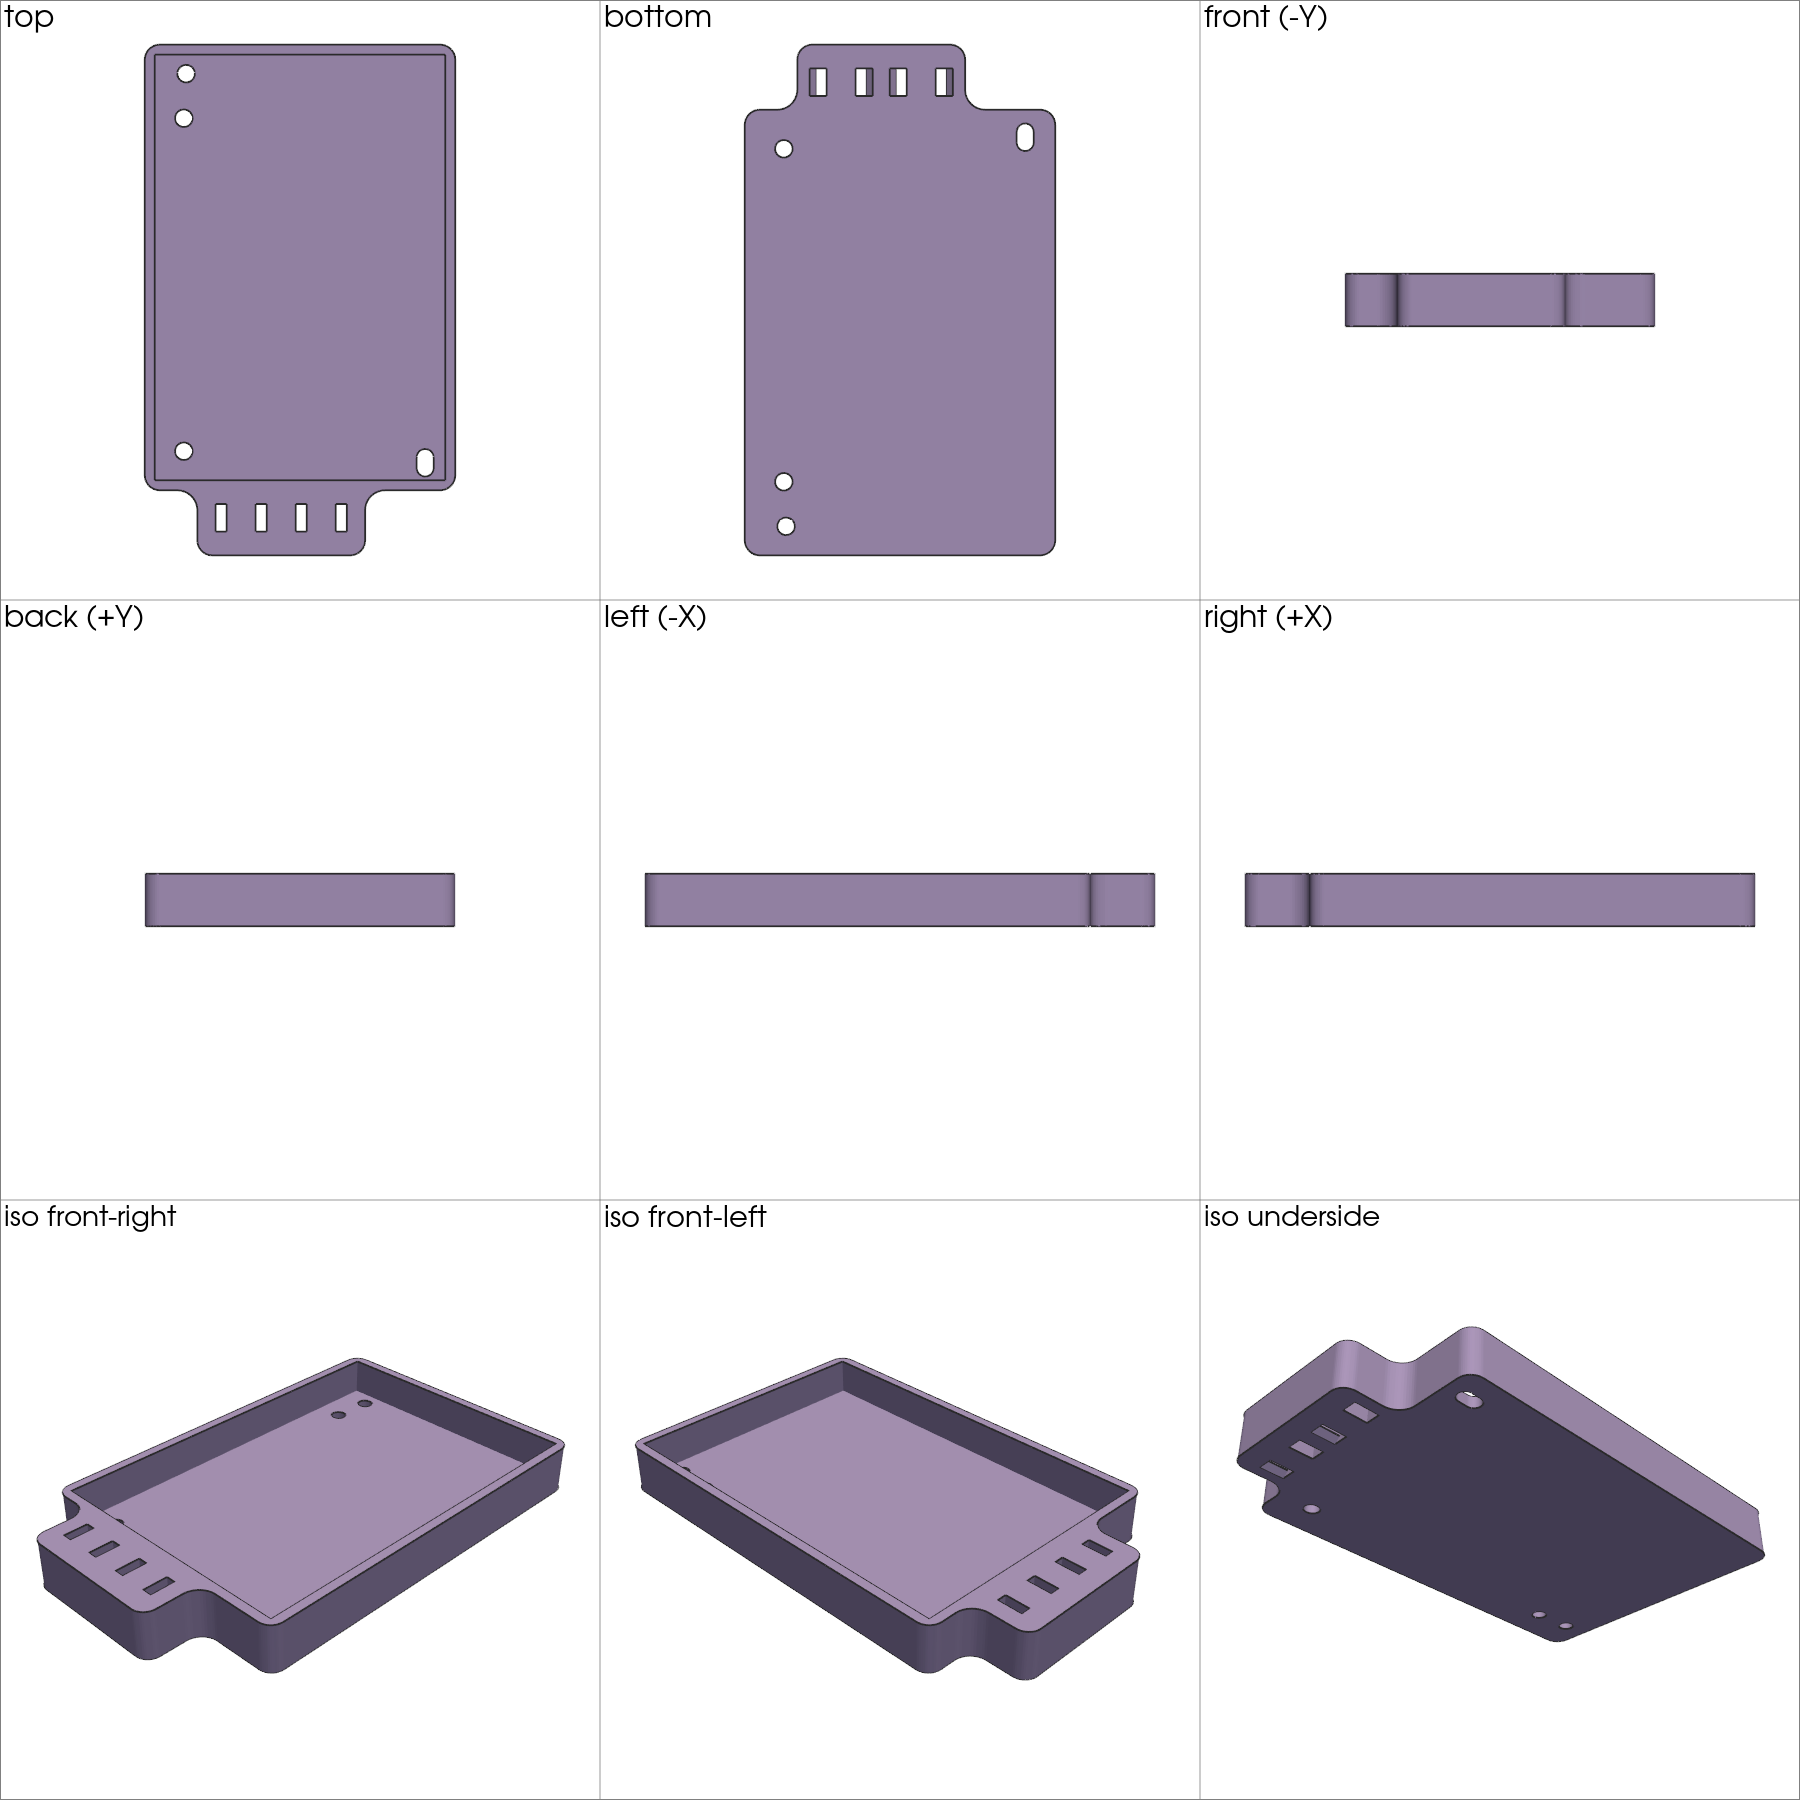 top
bottom
front (-Y)
back (+Y)
left (-X)
right (+X)
iso front-right
iso front-left
iso underside